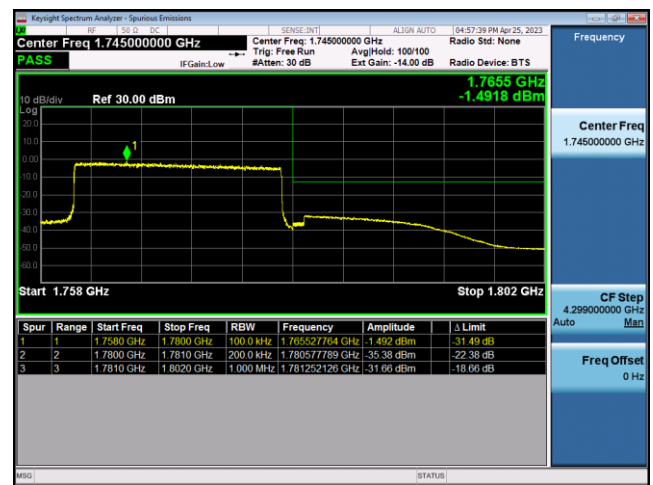 Keysight Spectrum Analyzer - Spurious Emissions
RF 50 Ω DC SENSE:INT ALIGN AUTO 04:57:39 PM Apr 25, 2023
Center Freq 1.745000000 GHz
Center Freq: 1.745000000 GHz Radio Std: None
Trig: Free Run Avg|Hold: 100/100
PASS IFGain:Low #Atten: 30 dB Ext Gain: -14.00 dB Radio Device: BTS
Frequency
1.7655 GHz
-1.4918 dBm
10 dB/div Ref 30.00 dBm
Log
20.0
10.0
1
0.00
-10.0
-20.0
-30.0
-40.0
-50.0
-60.0
Start 1.758 GHz Stop 1.802 GHz
Spur Range Start Freq Stop Freq RBW Frequency Amplitude Δ Limit
1 1 1.7580 GHz 1.7800 GHz 100.0 kHz 1.765527764 GHz -1.492 dBm -31.49 dB
2 2 1.7800 GHz 1.7810 GHz 200.0 kHz 1.780577789 GHz -35.38 dBm -22.38 dB
3 3 1.7810 GHz 1.8020 GHz 1.000 MHz 1.781252126 GHz -31.66 dBm -18.66 dB
Center Freq
1.745000000 GHz
CF Step
4.299000000 GHz
Auto Man
Freq Offset
0 Hz
MSG STATUS